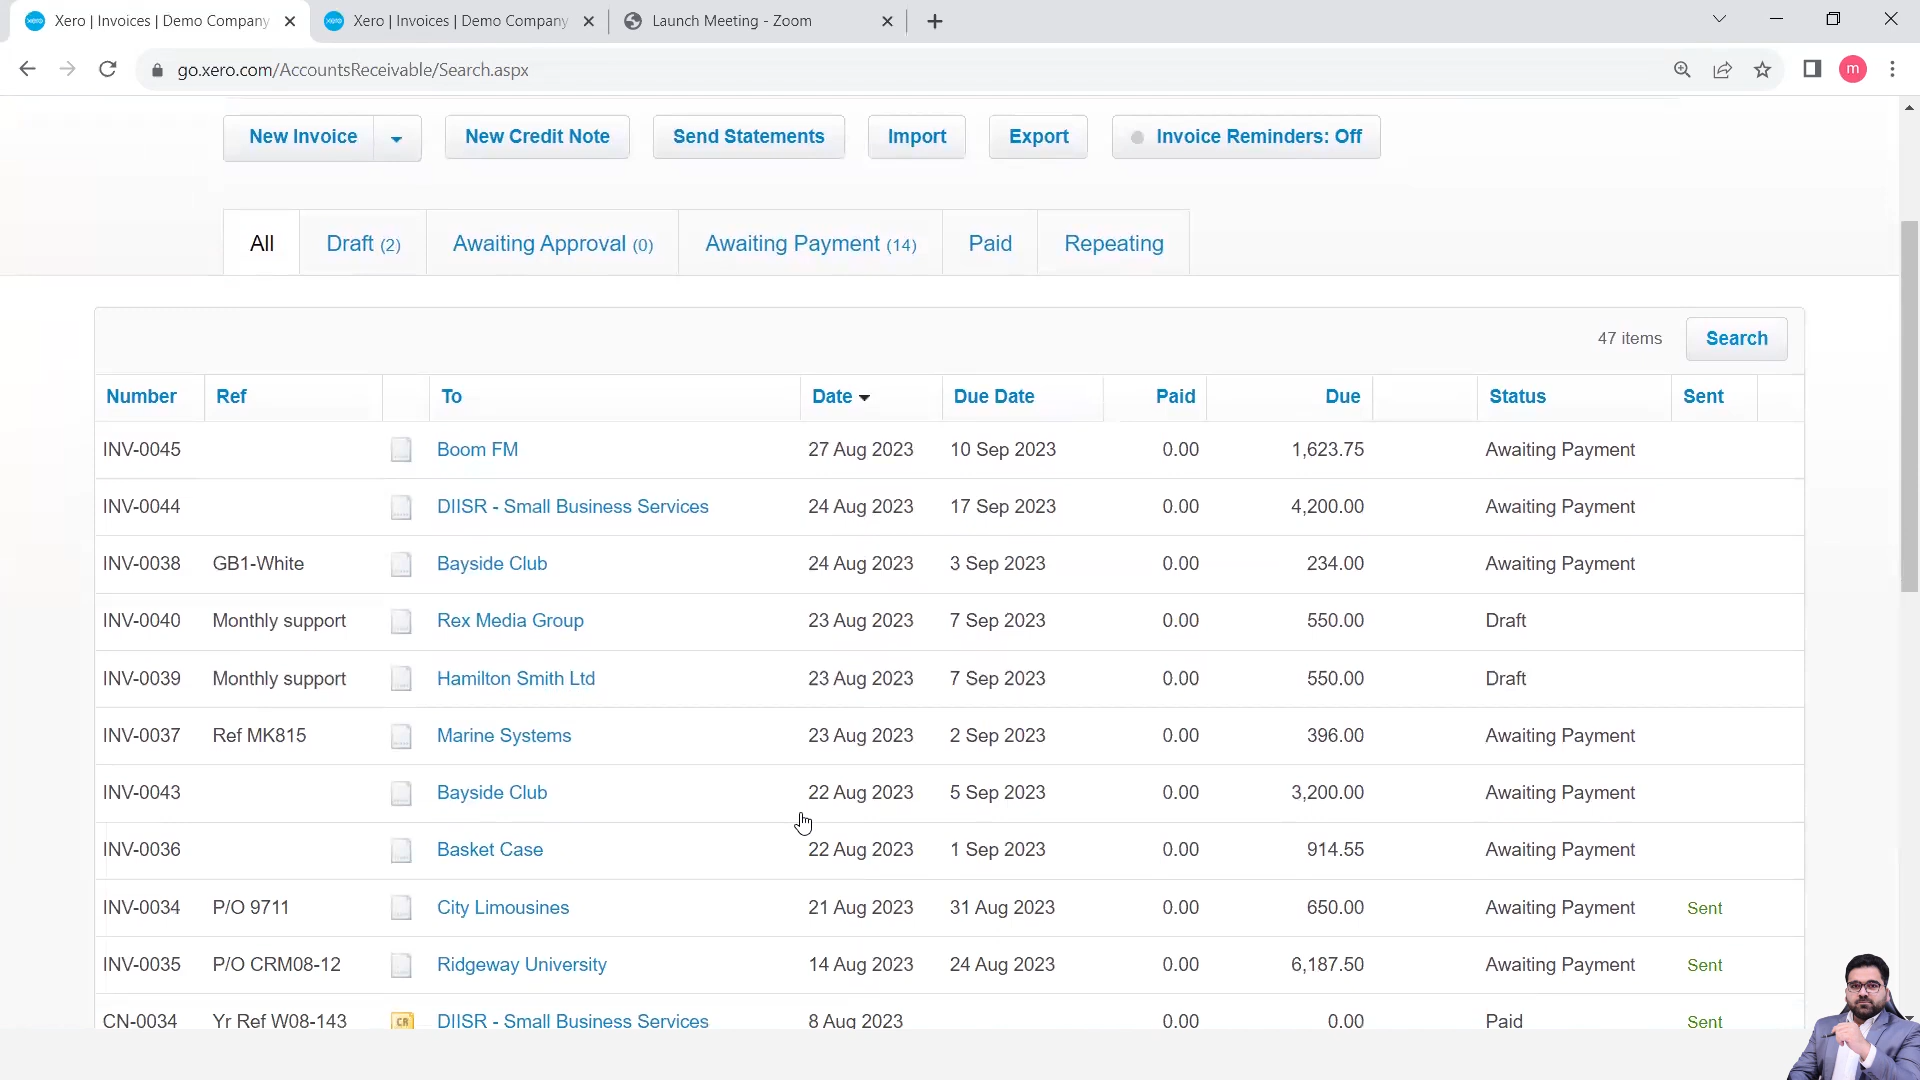 Xero | Invoices | Demo Company
Xero | Invoices | Demo Company
Launch Meeting - Zoom
go.xero.com/AccountsReceivable/Search.aspx
m
New Invoice
New Credit Note
Send Statements
Import
Export
Invoice Reminders: Off
All
Draft (2)
Awaiting Approval (0)
Awaiting Payment (14)
Paid
Repeating
47 items
Search
Number Ref To Date Due Date Paid Due Status Sent
INV-0045 Boom FM 27 Aug 2023 10 Sep 2023 0.00 1,623.75 Awaiting Payment
INV-0044 DIISR - Small Business Services 24 Aug 2023 17 Sep 2023 0.00 4,200.00 Awaiting Payment
INV-0038 GB1-White Bayside Club 24 Aug 2023 3 Sep 2023 0.00 234.00 Awaiting Payment
INV-0040 Monthly support Rex Media Group 23 Aug 2023 7 Sep 2023 0.00 550.00 Draft
INV-0039 Monthly support Hamilton Smith Ltd 23 Aug 2023 7 Sep 2023 0.00 550.00 Draft
INV-0037 Ref MK815 Marine Systems 23 Aug 2023 2 Sep 2023 0.00 396.00 Awaiting Payment
INV-0043 Bayside Club 22 Aug 2023 5 Sep 2023 0.00 3,200.00 Awaiting Payment
INV-0036 Basket Case 22 Aug 2023 1 Sep 2023 0.00 914.55 Awaiting Payment
INV-0034 P/O 9711 City Limousines 21 Aug 2023 31 Aug 2023 0.00 650.00 Awaiting Payment Sent
INV-0035 P/O CRM08-12 Ridgeway University 14 Aug 2023 24 Aug 2023 0.00 6,187.50 Awaiting Payment Sent
CN-0034 Yr Ref W08-143 CR DIISR - Small Business Services 8 Aug 2023 0.00 0.00 Paid Sent